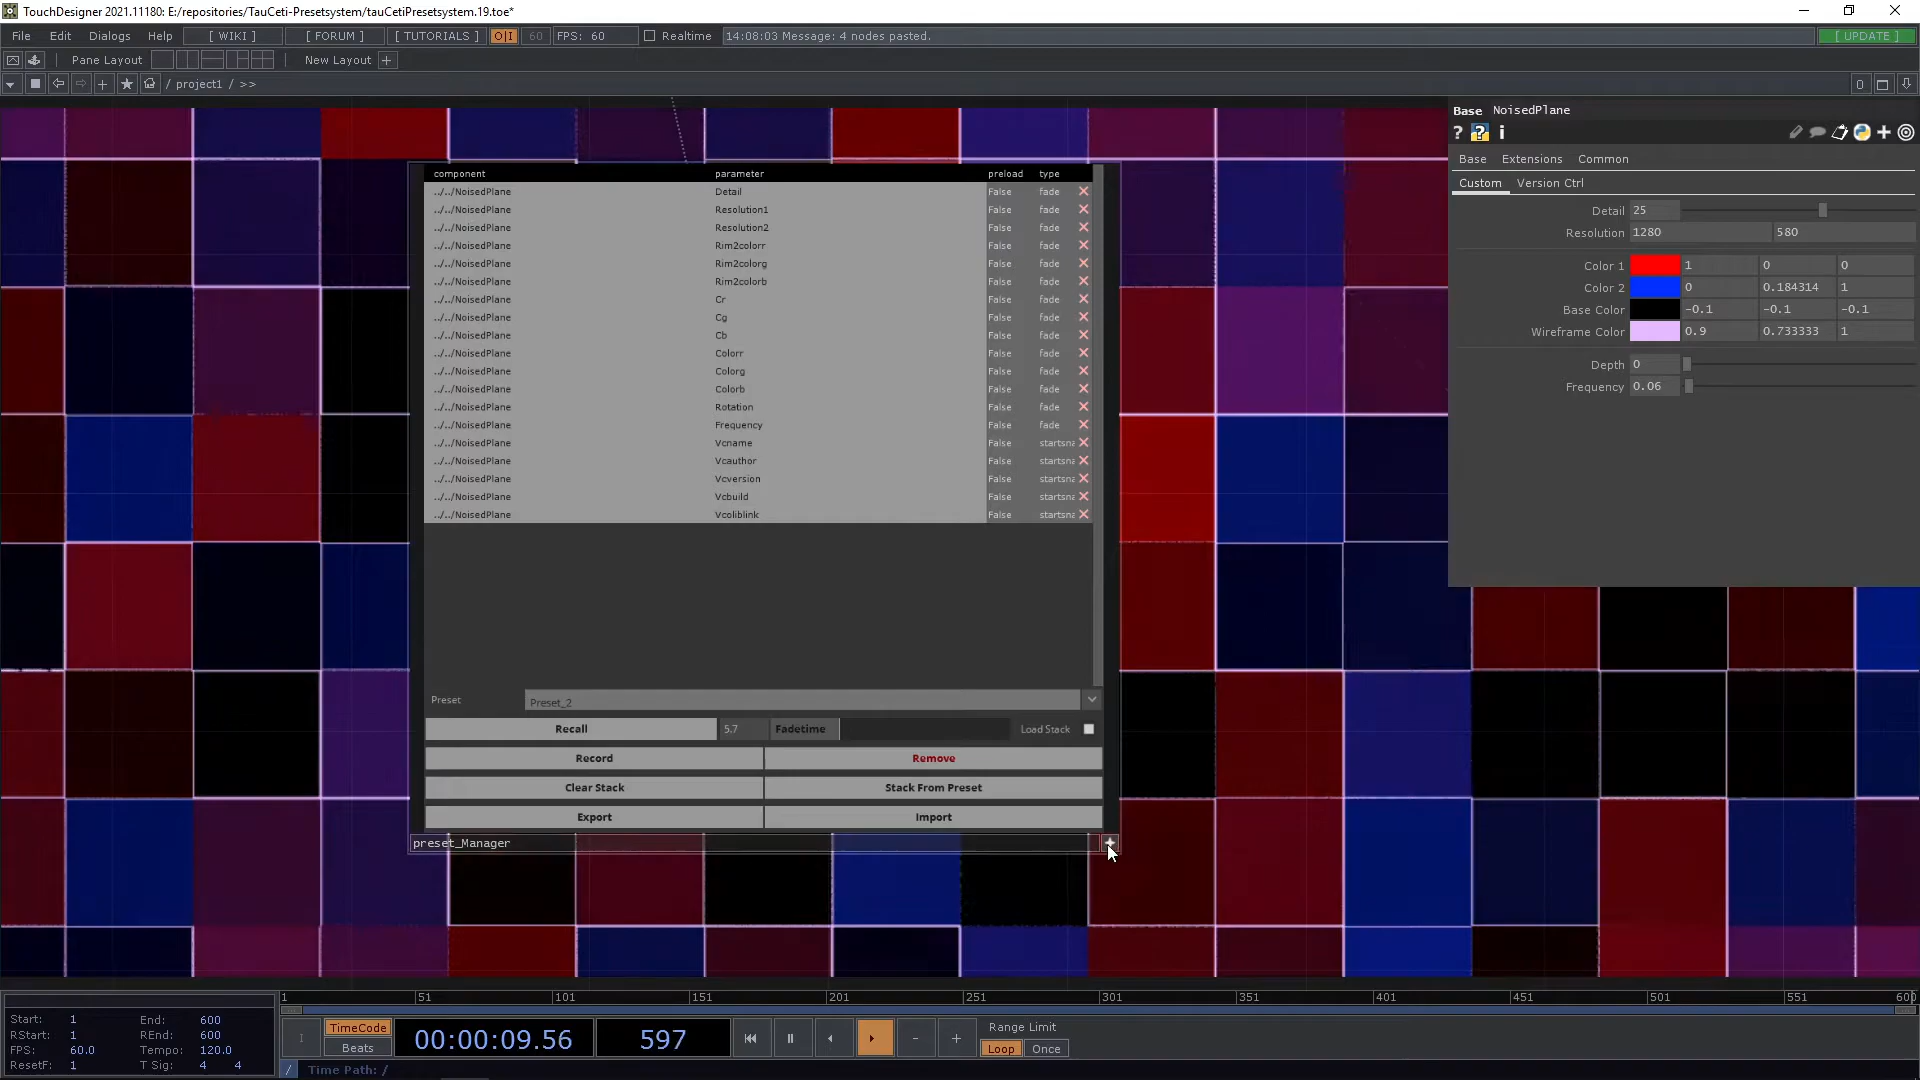 TouchDesigner 2021.11180: E:/repositories/TauCeti-Presetsystem/tauCetiPresetsystem.19.toe*
File Edit Dialogs Help [ WIKI ] [ FORUM ] [ TUTORIALS ] O|I 60 FPS: 60 Realtime 14:08:03 Message: 4 nodes pasted. [ UPDATE ]
Pane Layout New Layout +
/ project1 / >> 0
Base NoisedPlane
? ? i
Base Extensions Common
Custom Version Ctrl
Detail 25
Resolution 1280 580
Color 1 1 0 0
Color 2 0 0.184314 1
Base Color -0.1 -0.1 -0.1
Wireframe Color 0.9 0.733333 1
Depth 0
Frequency 0.06
component parameter preload type
../../NoisedPlane Detail False fade
../../NoisedPlane Resolution1 False fade
../../NoisedPlane Resolution2 False fade
../../NoisedPlane Rim2colorr False fade
../../NoisedPlane Rim2colorg False fade
../../NoisedPlane Rim2colorb False fade
../../NoisedPlane Cr False fade
../../NoisedPlane Cg False fade
../../NoisedPlane Cb False fade
../../NoisedPlane Colorr False fade
../../NoisedPlane Colorg False fade
../../NoisedPlane Colorb False fade
../../NoisedPlane Rotation False fade
../../NoisedPlane Frequency False fade
../../NoisedPlane Vcname False startsna
../../NoisedPlane Vcauthor False startsna
../../NoisedPlane Vcversion False startsna
../../NoisedPlane Vcbuild False startsna
../../NoisedPlane Vcoliblink False startsna
Preset Preset_2
Recall 5.7 Fadetime Load Stack
Record Remove
Clear Stack Stack From Preset
Export Import
preset_Manager
1 51 101 151 201 251 301 351 401 451 501 551 600
Start: 1 End: 600
RStart: 1 REnd: 600
FPS: 60.0 Tempo: 120.0
ResetF: 1 T Sig: 4 4
TimeCode
Beats
00:00:09.56 597
Range Limit
Loop Once
/ Time Path: /